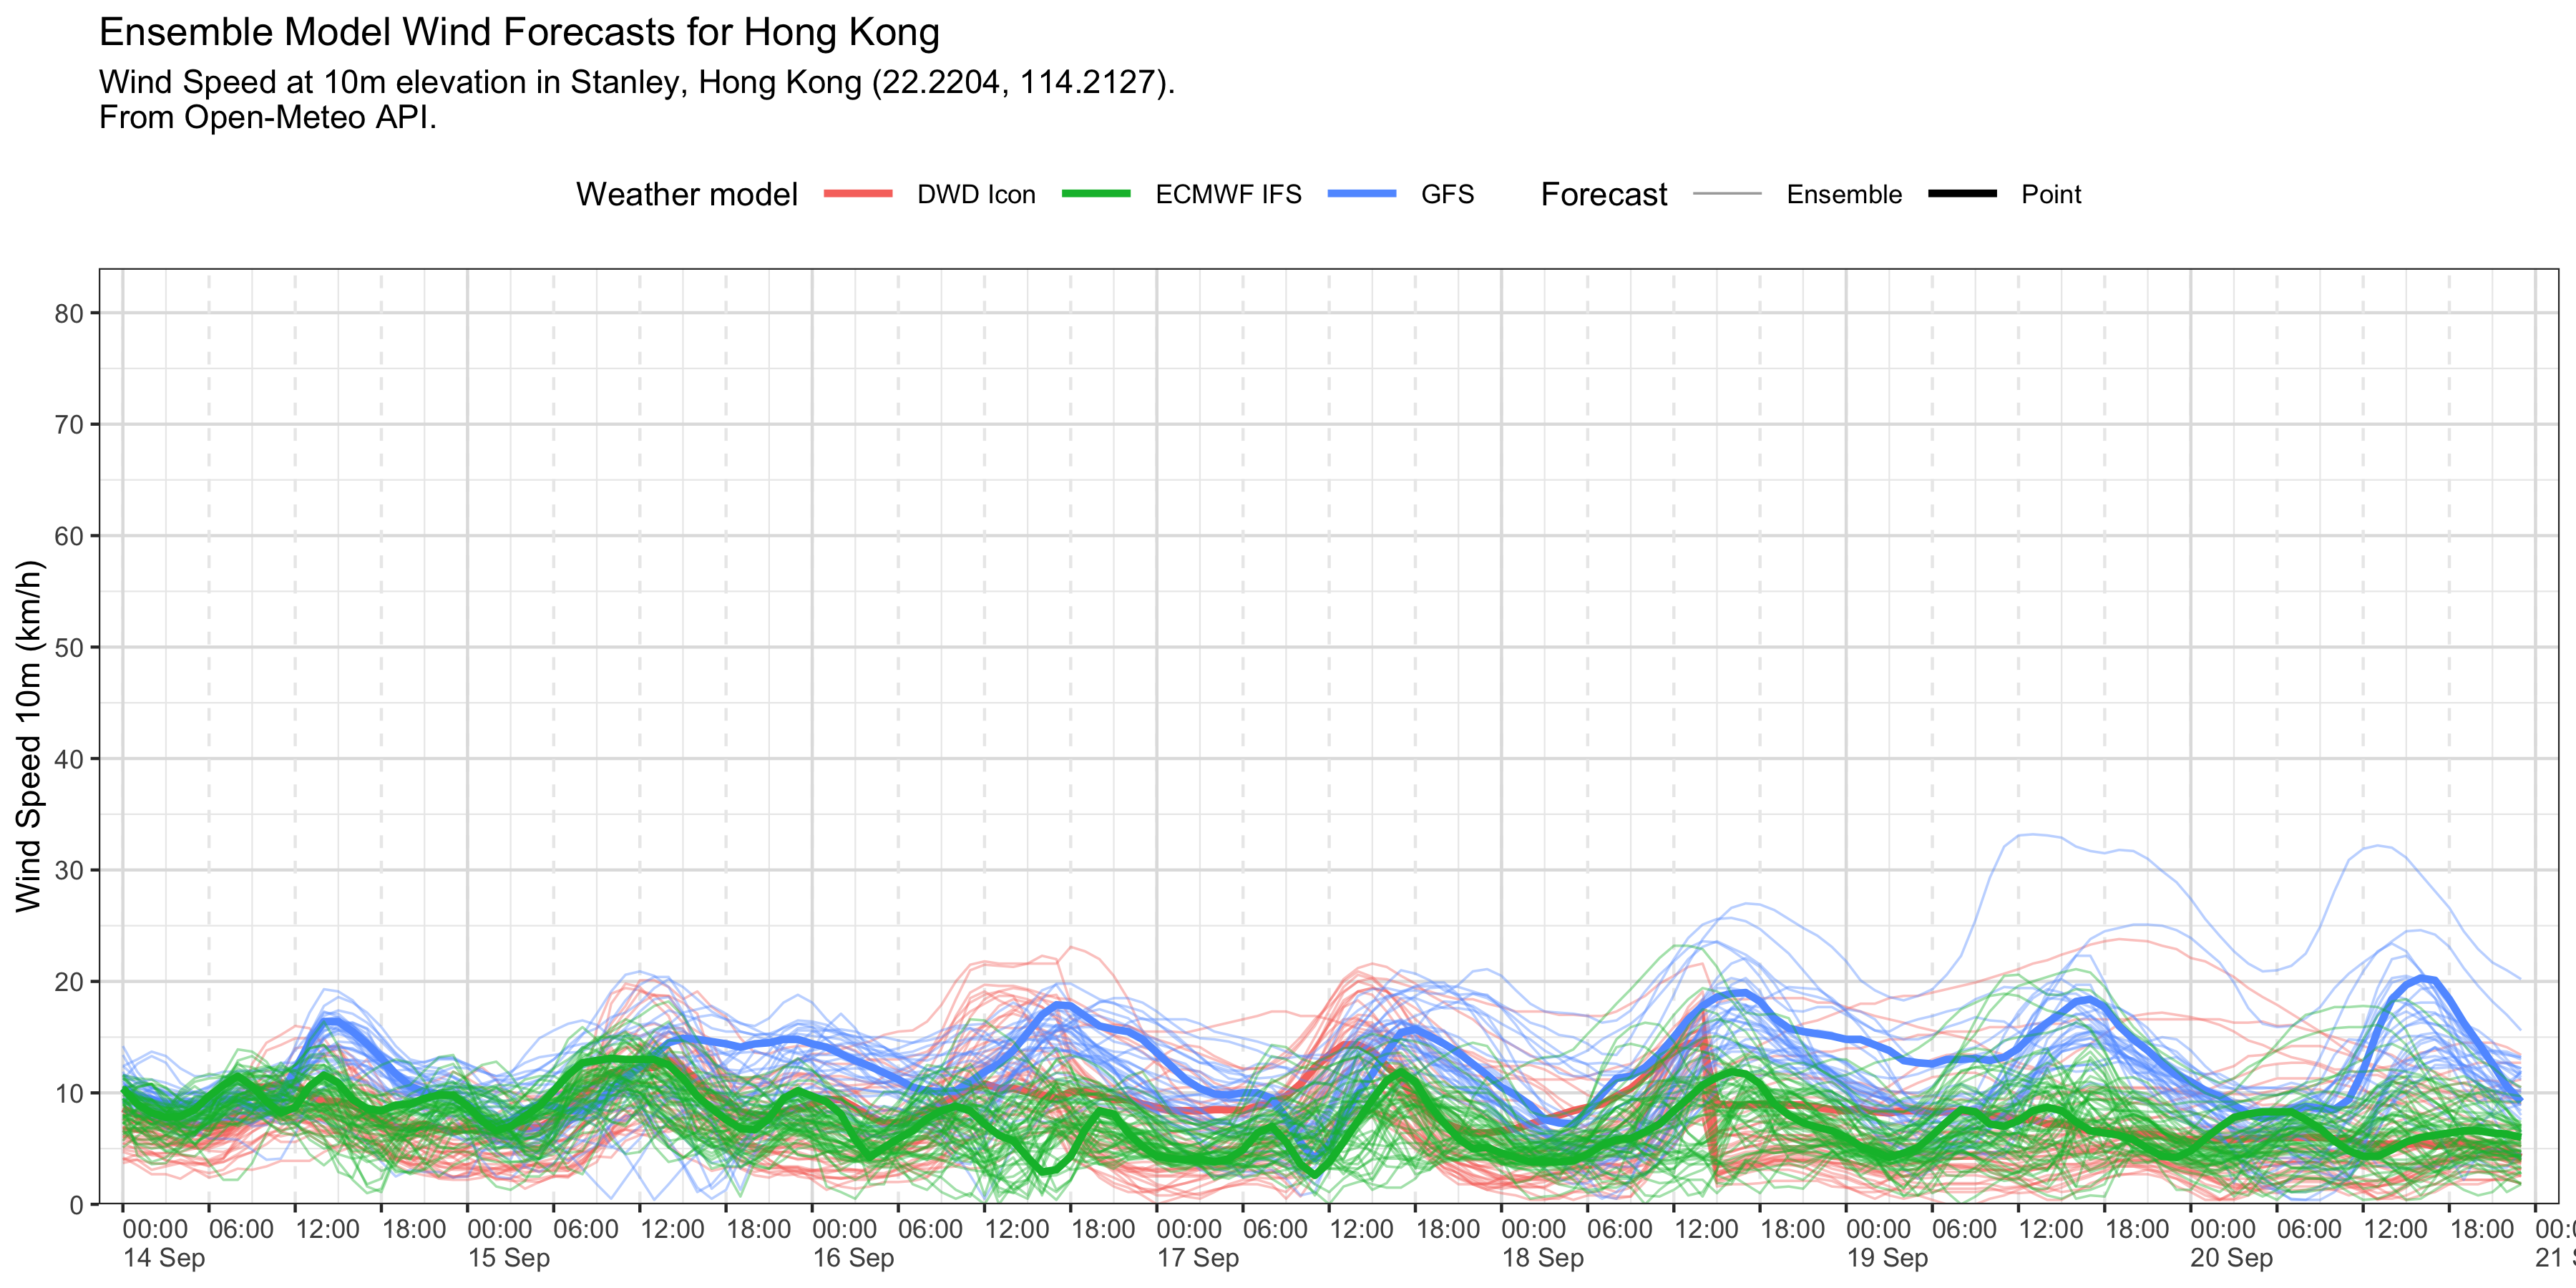 Ensemble Model Wind Forecasts for Hong Kong
Wind Speed at 10m elevation in Stanley, Hong Kong (22.2204, 114.2127).
From Open-Meteo API.
Weather model DWD Icon ECMWF IFS GFS Forecast Ensemble Point
Wind Speed 10m (km/h)
80
70
60
50
40
30
20
10
0
00:00 06:00 12:00 18:00 00:00 06:00 12:00 18:00 00:00 06:00 12:00 18:00 00:00 06:00 12:00 18:00 00:00 06:00 12:00 18:00 00:00 06:00 12:00 18:00 00:00 06:00 12:00 18:00
14 Sep 15 Sep 16 Sep 17 Sep 18 Sep 19 Sep 20 Sep 21